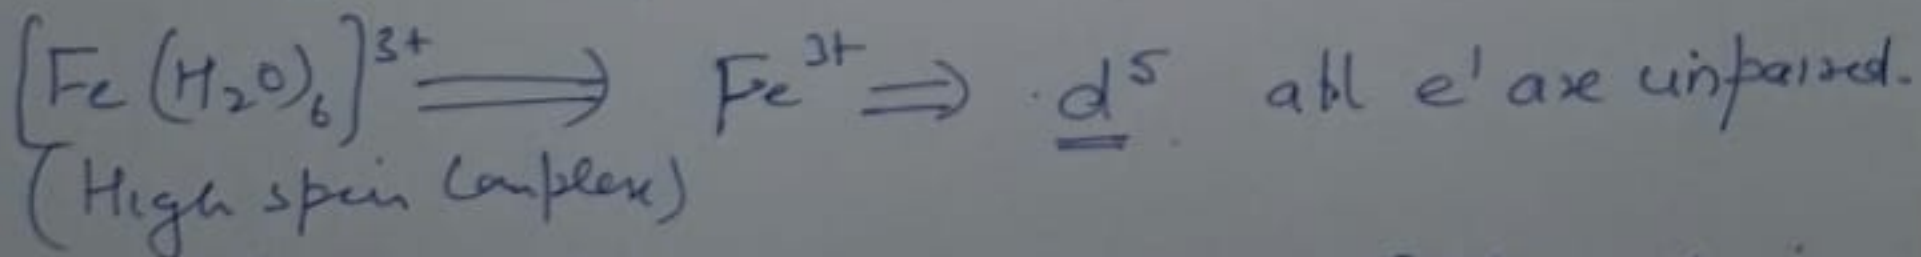 [Fe(H₂O)₆]³⁺ ⟹ Fe³⁺ ⟹ d⁵ all e' are unpaired.
(High spin Complex)